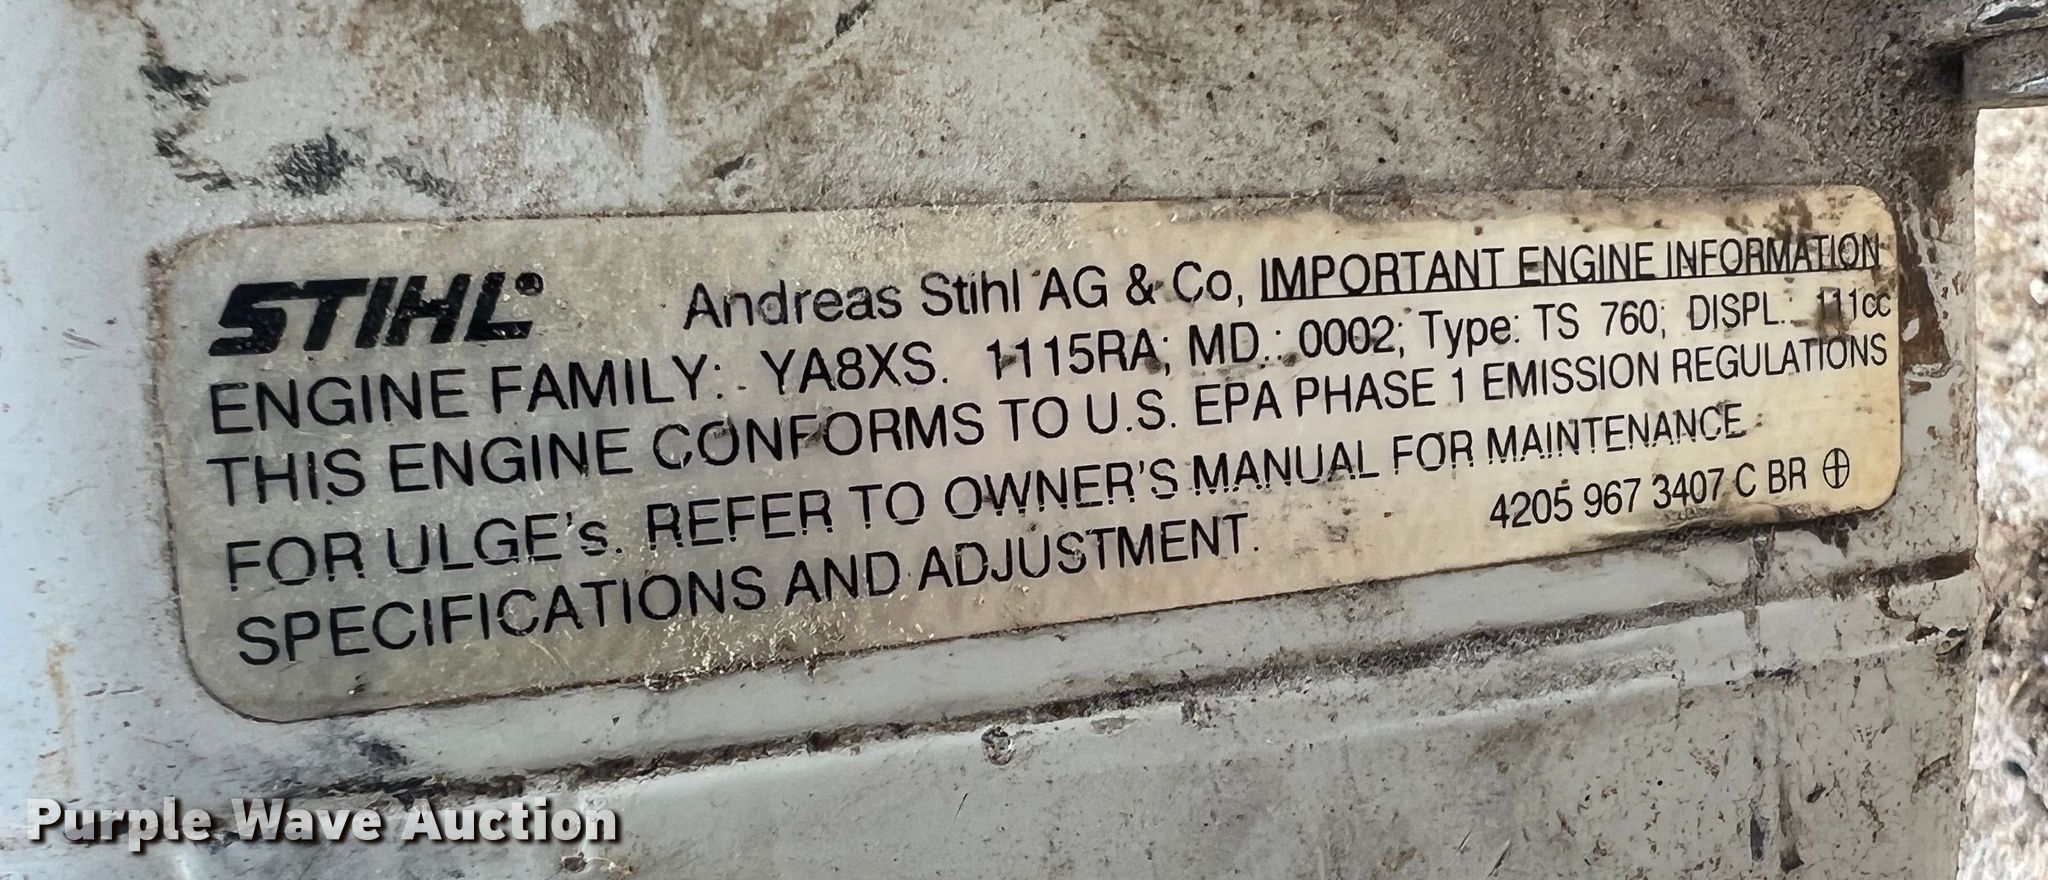 STIHL® Andreas Stihl AG & Co, IMPORTANT ENGINE INFORMATION
ENGINE FAMILY: YA8XS. 1115RA; MD.: 0002; Type: TS 760; DISPL.: 111cc
THIS ENGINE CONFORMS TO U.S. EPA PHASE 1 EMISSION REGULATIONS
FOR ULGE's. REFER TO OWNER'S MANUAL FOR MAINTENANCE
SPECIFICATIONS AND ADJUSTMENT. 4205 967 3407 C BR
Purple Wave Auction